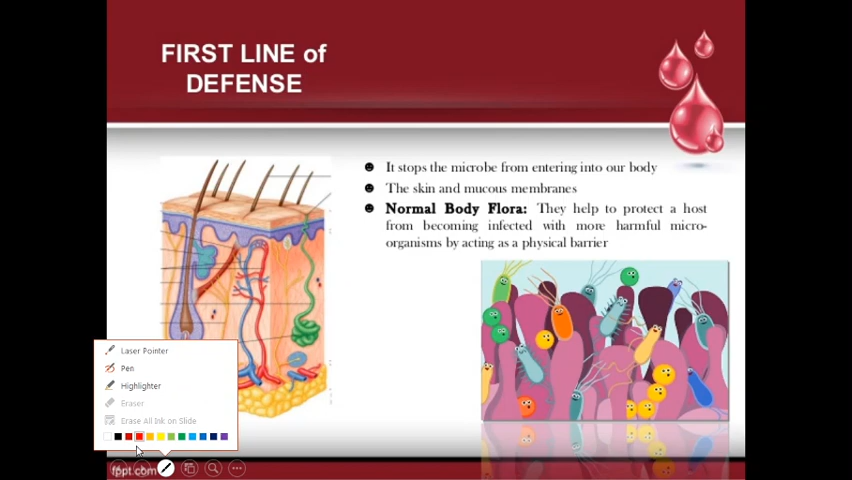 FIRST LINE of
DEFENSE
It stops the microbe from entering into our body
The skin and mucous membranes
Normal Body Flora: They help to protect a host
from becoming infected with more harmful micro-
organisms by acting as a physical barrier
Laser Pointer
Pen
Highlighter
Eraser
Erase All Ink on Slide
fppt.com